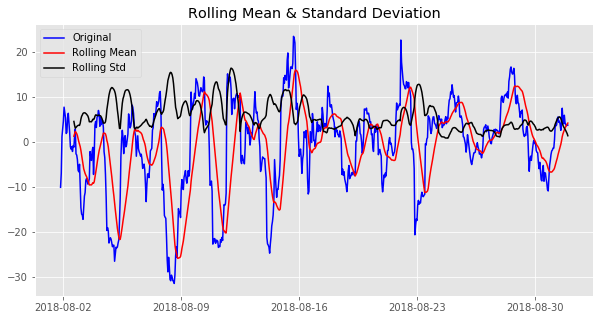 Rolling Mean & Standard Deviation
Original
Rolling Mean
Rolling Std
20
10
0
−10
−20
−30
2018-08-02 2018-08-09 2018-08-16 2018-08-23 2018-08-30